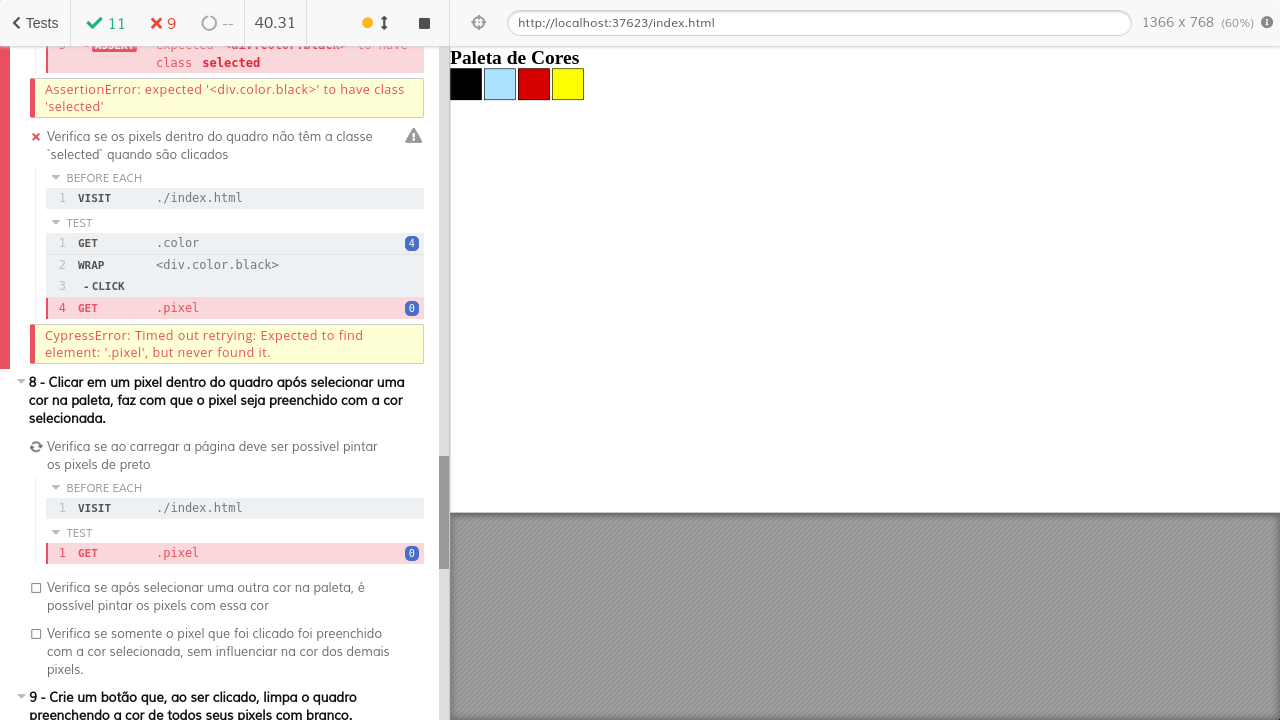 Tests 11 9 -- 40.31 http://localhost:37623/index.html 1366 x 768 (60%)
3 - ASSERT expected <div.color.black> to have
class selected
AssertionError: expected '<div.color.black>' to have class
'selected'
Verifica se os pixels dentro do quadro não têm a classe
`selected` quando são clicados
BEFORE EACH
1 VISIT ./index.html
TEST
1 GET .color 4
2 WRAP <div.color.black>
3 - CLICK
4 GET .pixel 0
CypressError: Timed out retrying: Expected to find
element: '.pixel', but never found it.
8 - Clicar em um pixel dentro do quadro após selecionar uma
cor na paleta, faz com que o pixel seja preenchido com a cor
selecionada.
Verifica se ao carregar a página deve ser possível pintar
os pixels de preto
BEFORE EACH
1 VISIT ./index.html
TEST
1 GET .pixel 0
Verifica se após selecionar uma outra cor na paleta, é
possível pintar os pixels com essa cor
Verifica se somente o pixel que foi clicado foi preenchido
com a cor selecionada, sem influenciar na cor dos demais
pixels.
9 - Crie um botão que, ao ser clicado, limpa o quadro
preenchendo a cor de todos seus pixels com branco.
Paleta de Cores